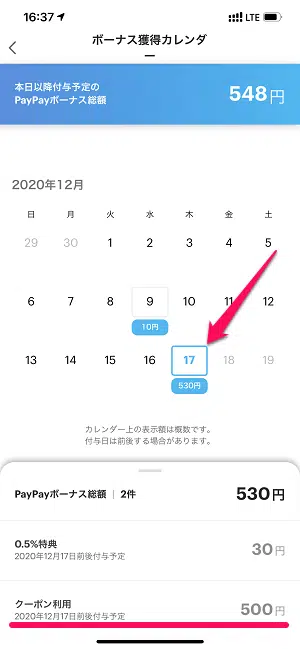 16:37 LTE
ボーナス獲得カレンダ
本日以降付与予定の
PayPayボーナス総額 548円
2020年12月
日 月 火 水 木 金 土
29 30 1 2 3 4 5
6 7 8 9 10 11 12
10円
13 14 15 16 17 18 19
530円
カレンダー上の表示額は概数です。
付与日は前後する場合があります。
PayPayボーナス総額 | 2件 530円
0.5%特典 30円
2020年12月17日前後付与予定
クーポン利用 500円
2020年12月17日前後付与予定